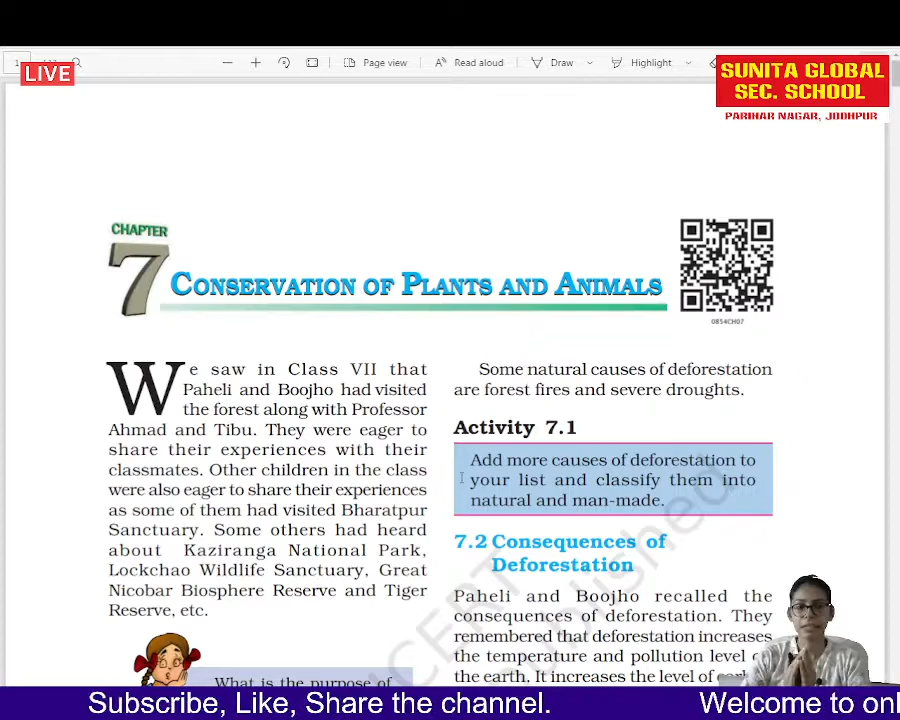 1
Page view
Read aloud
Draw
Highlight
LIVE
SUNITA GLOBAL
SEC. SCHOOL
PARIHAR NAGAR, JODHPUR
CHAPTER
7
CONSERVATION OF PLANTS AND ANIMALS
0854CH07
We saw in Class VII that
Paheli and Boojho had visited
the forest along with Professor
Ahmad and Tibu. They were eager to
share their experiences with their
classmates. Other children in the class
were also eager to share their experiences
as some of them had visited Bharatpur
Sanctuary. Some others had heard
about Kaziranga National Park,
Lockchao Wildlife Sanctuary, Great
Nicobar Biosphere Reserve and Tiger
Reserve, etc.
What is the purpose of
Some natural causes of deforestation
are forest fires and severe droughts.
Activity 7.1
Add more causes of deforestation to
your list and classify them into
natural and man-made.
7.2 Consequences of
Deforestation
Paheli and Boojho recalled the
consequences of deforestation. They
remembered that deforestation increases
the temperature and pollution level
the earth. It increases the level of
Subscribe, Like, Share the channel.
Welcome to